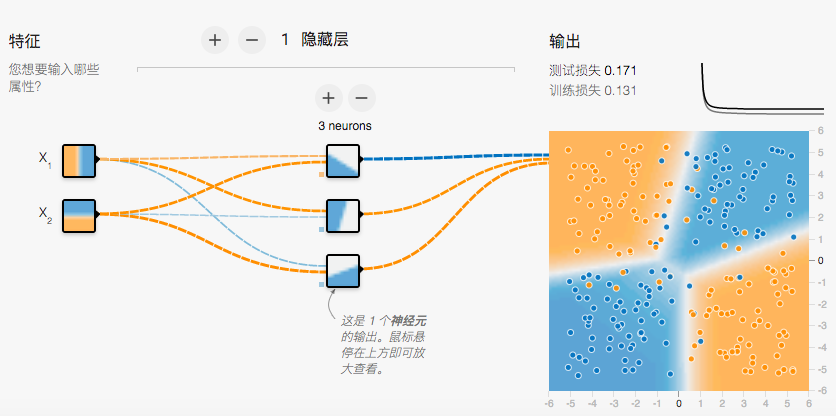 特征
您想要输入哪些
属性？
1 隐藏层
3 neurons
X1
X2
这是 1 个神经元
的输出。鼠标悬
停在上方即可放
大查看。
输出
测试损失 0.171
训练损失 0.131
6
5
4
3
2
1
0
-1
-2
-3
-4
-5
-6
-6 -5 -4 -3 -2 -1 0 1 2 3 4 5 6